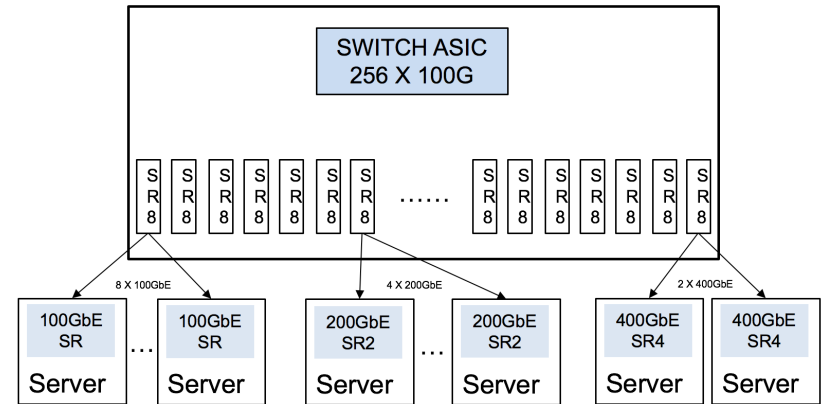 SWITCH ASIC
256 X 100G
S R 8
S R 8
S R 8
S R 8
S R 8
S R 8
S R 8
......
S R 8
S R 8
S R 8
S R 8
S R 8
S R 8
S R 8
8 X 100GbE
4 X 200GbE
2 X 400GbE
100GbE
SR
Server
...
100GbE
SR
Server
200GbE
SR2
Server
...
200GbE
SR2
Server
400GbE
SR4
Server
400GbE
SR4
Server